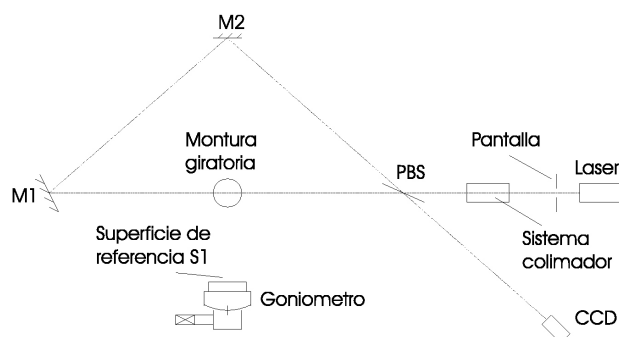 M2
Montura
giratoria
Pantalla
PBS
Laser
M1
Superficie de
referencia S1
Sistema
colimador
Goniometro
CCD